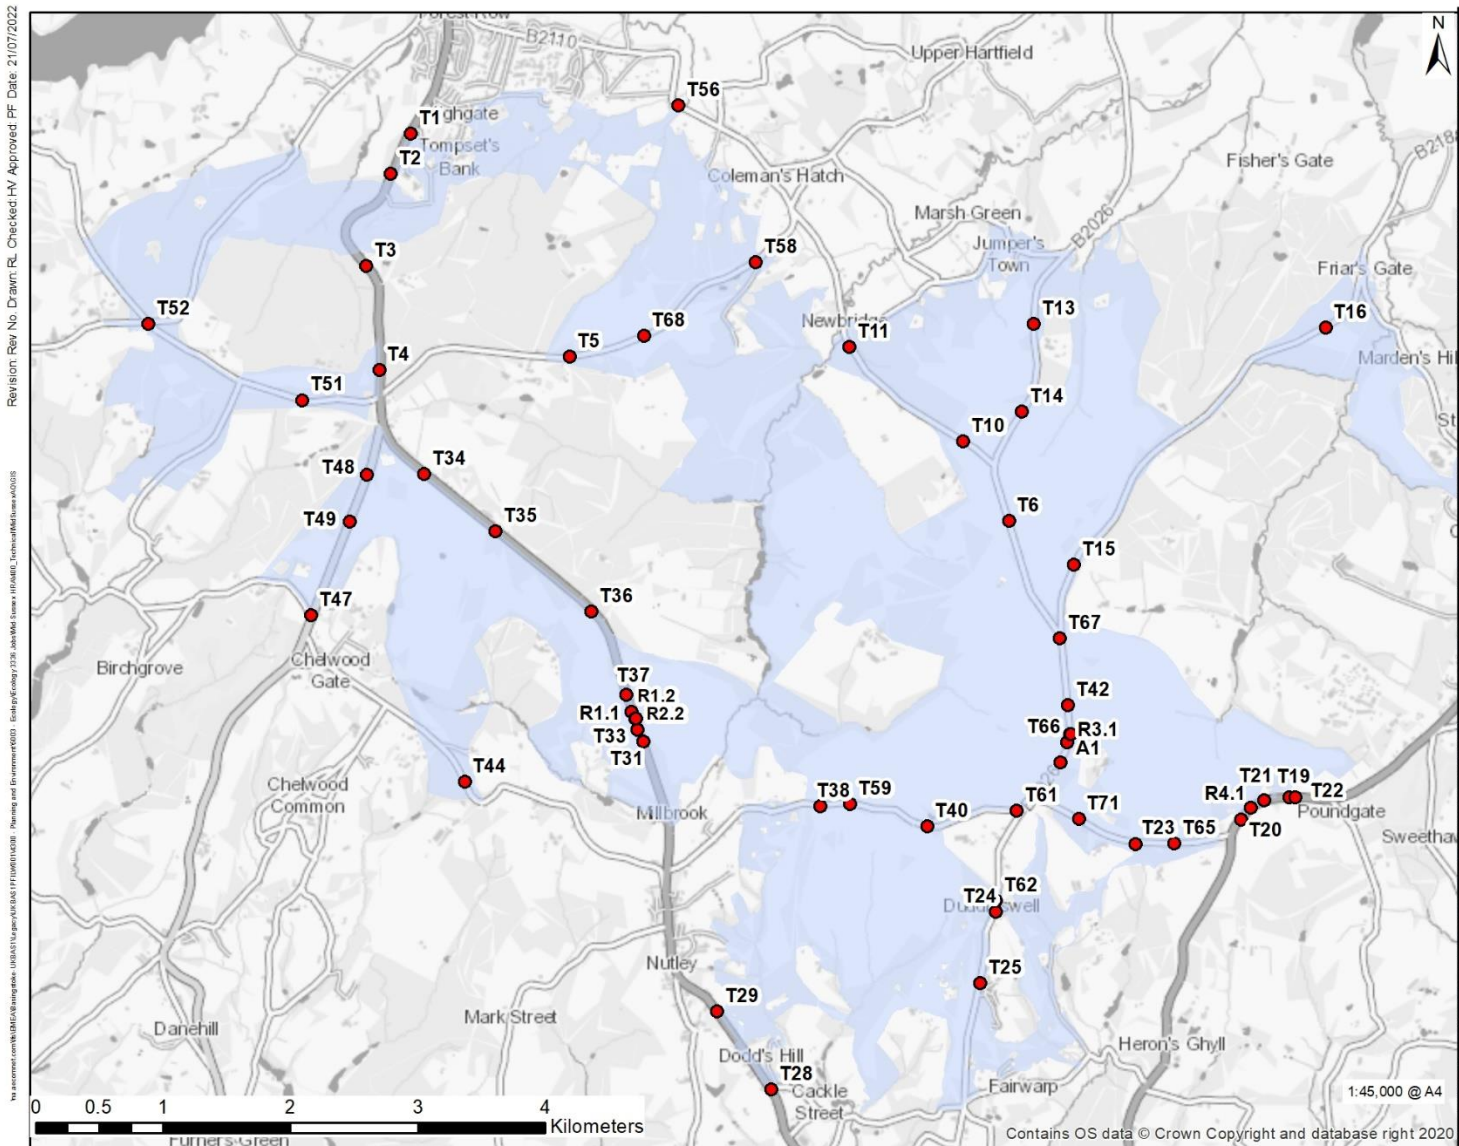 Revision: Rev No. Drawn: RL Checked: HV Approved: PF Date: 21/07/2022
N
Forest Row
B2110
Upper Hartfield
T56
T1
ghgate
T2
Tompset's
Bank
Coleman's Hatch
Fisher's Gate
Marsh Green
B2026
Jumper's
Town
T3
T58
Friar's Gate
T52
T68
Newbridge
T13
T16
T5
T11
T4
T51
T14
T10
T48
T34
T49
T35
T6
T15
T36
T47
T67
Birchgrove
Chelwood
Gate
T37
R1.2
R1.1
R2.2
T33
T31
T42
T66
R3.1
A1
T44
Chelwood
Common
Millbrook
T38
T59
T40
T61
T71
T23
T65
R4.1
T21
T19
T22
T20
Poundgate
T24
T62
Nutley
T25
T29
Mark Street
Danehill
Dodd's Hill
Heron's Ghyll
T28
Cackle
Street
Fairwarp
1:45,000 @ A4
0 0.5 1 2 3 4
Kilometers
Furner's Green
Contains OS data © Crown Copyright and database right 2020